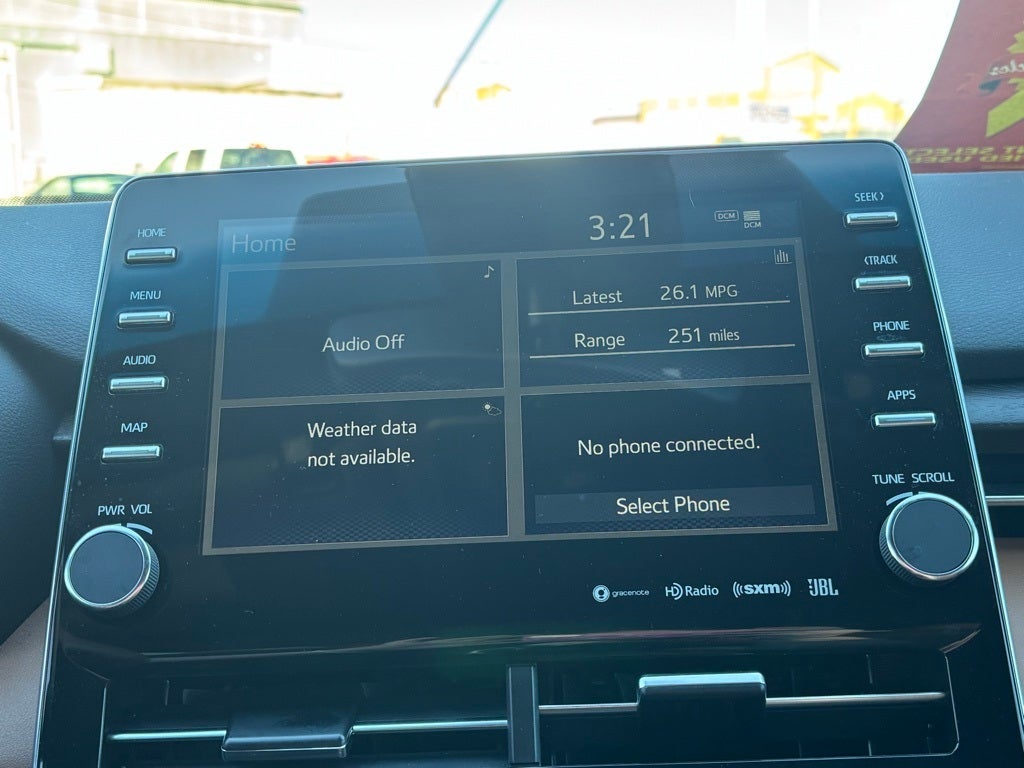 HOME
MENU
AUDIO
MAP
PWR VOL
Home
3:21
DCM
DCM
Audio Off
Latest 26.1 MPG
Range 251 miles
Weather data
not available.
No phone connected.
Select Phone
gracenote
HD Radio
((sxm))
JBL
SEEK >
< TRACK
PHONE
APPS
TUNE SCROLL